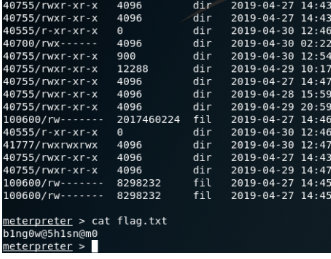 40755/rwxr-xr-x 4096 dir 2019-04-27 14:43
40755/rwxr-xr-x 4096 dir 2019-04-27 14:43
40555/r-xr-xr-x 0 dir 2019-04-30 12:46
40700/rwx------ 4096 dir 2019-04-30 02:22
40755/rwxr-xr-x 900 dir 2019-04-30 12:54
40755/rwxr-xr-x 12288 dir 2019-04-29 10:17
40755/rwxr-xr-x 4096 dir 2019-04-27 14:47
40755/rwxr-xr-x 4096 dir 2019-04-28 15:59
40755/rwxr-xr-x 4096 dir 2019-04-29 20:59
100600/rw------- 2017460224 fil 2019-04-27 14:46
40555/r-xr-xr-x 0 dir 2019-04-30 12:46
41777/rwxrwxrwx 4096 dir 2019-04-30 12:47
40755/rwxr-xr-x 4096 dir 2019-04-27 14:43
40755/rwxr-xr-x 4096 dir 2019-04-29 14:47
100600/rw------- 8298232 fil 2019-04-27 14:45
100600/rw------- 8298232 fil 2019-04-27 14:45
meterpreter > cat flag.txt
b1ng0w@5h1sn@m0
meterpreter >